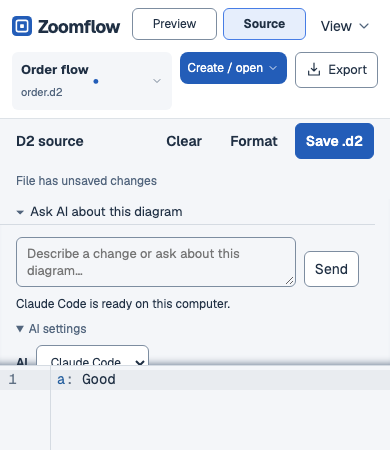 Zoomflow
Preview
Source
View
Order flow
order.d2
Create / open
Export
D2 source
Clear
Format
Save .d2
File has unsaved changes
Ask AI about this diagram
Describe a change or ask about this
diagram...
Send
Claude Code is ready on this computer.
AI settings
AI
Claude Code
1
a: Good